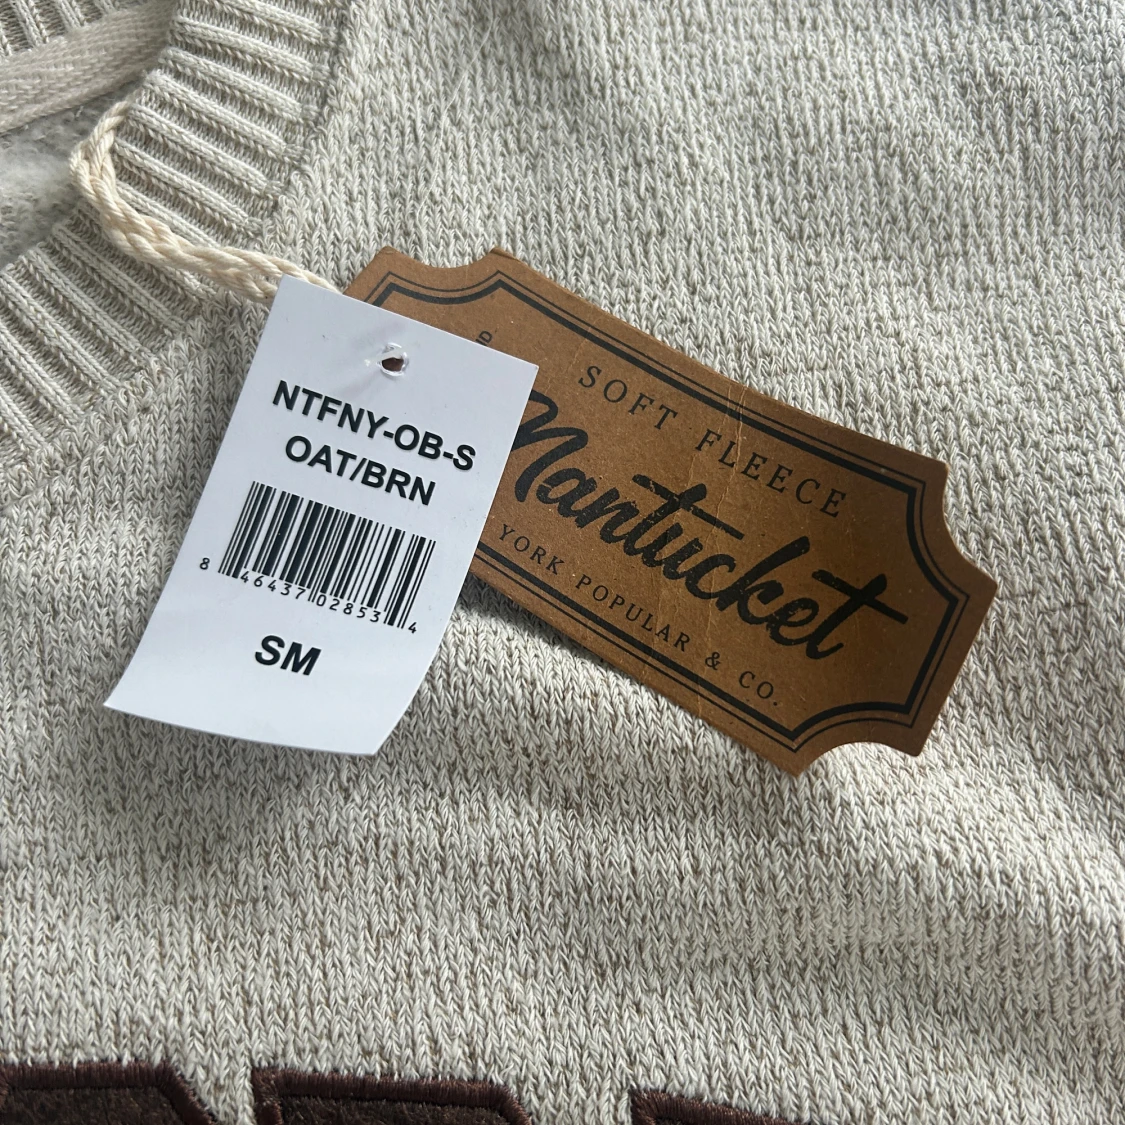 NTFNY-OB-S
OAT/BRN
8 46437 02853 4
SM
SOFT FLEECE
Nantucket
YORK POPULAR & CO.